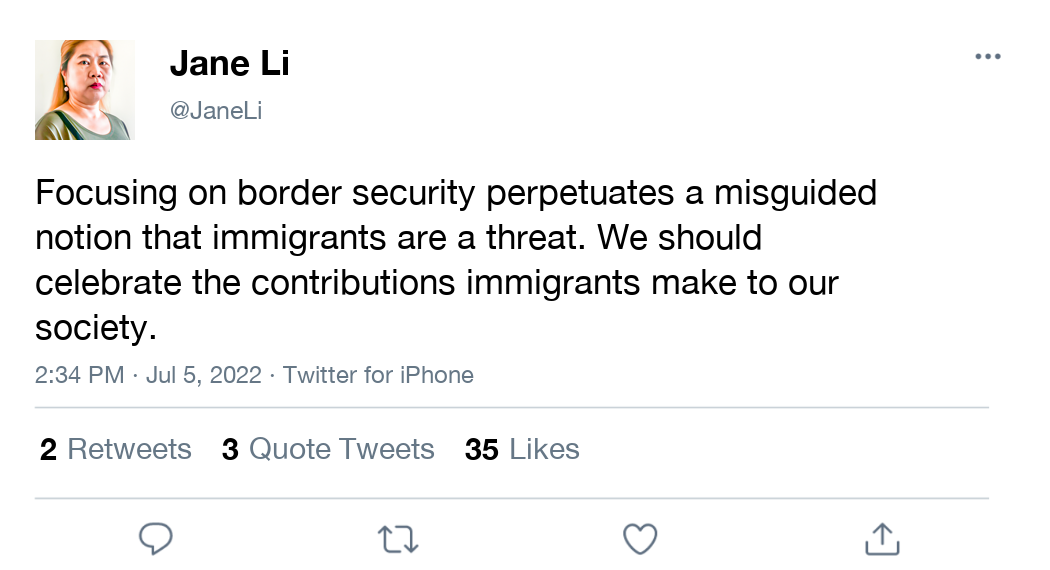 Jane Li
@JaneLi
Focusing on border security perpetuates a misguided
notion that immigrants are a threat. We should
celebrate the contributions immigrants make to our
society.
2:34 PM · Jul 5, 2022 · Twitter for iPhone
2 Retweets 3 Quote Tweets 35 Likes